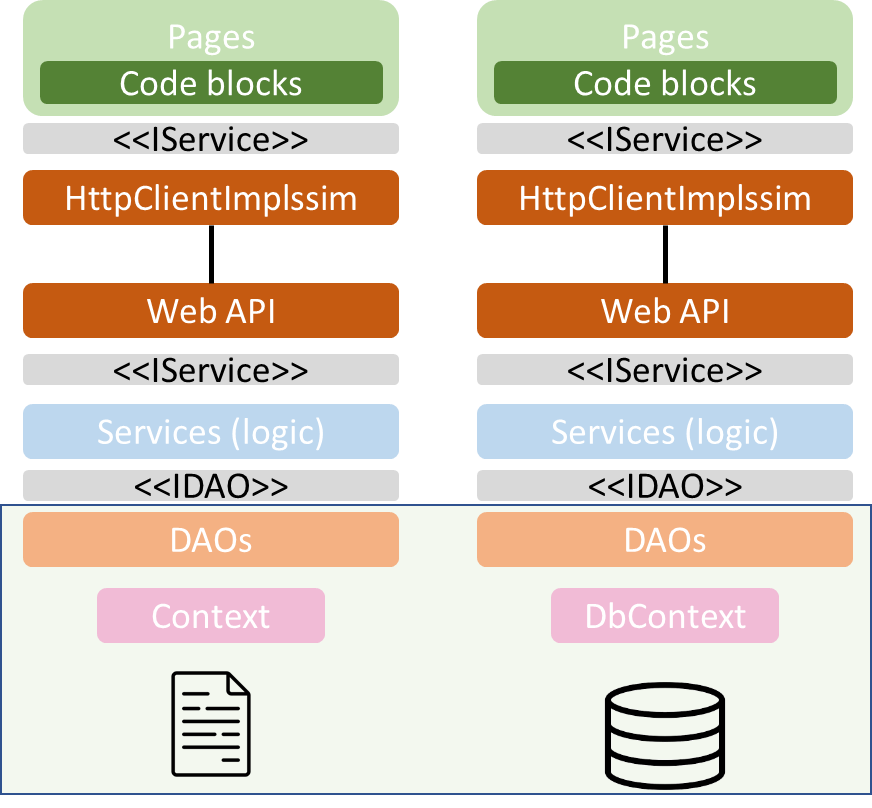 Pages
Code blocks
<<IService>>
HttpClientImplssim
Web API
<<IService>>
Services (logic)
<<IDAO>>
DAOs
Context
Pages
Code blocks
<<IService>>
HttpClientImplssim
Web API
<<IService>>
Services (logic)
<<IDAO>>
DAOs
DbContext